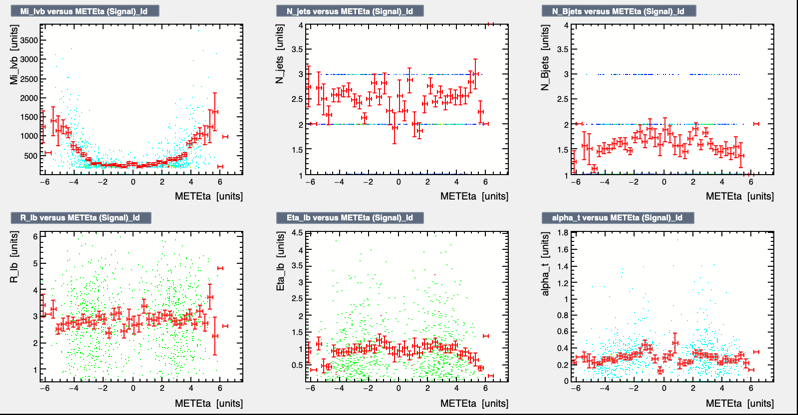 Mi_lvb versus METEta (Signal)_ld
Mi_lvb [units]
3500
3000
2500
2000
1500
1000
500
−6 −4 −2 0 2 4 6
METEta [units]
N_jets versus METEta (Signal)_ld
N_jets [units]
4
3.5
3
2.5
2
1.5
1
−6 −4 −2 0 2 4 6
METEta [units]
N_Bjets versus METEta (Signal)_ld
N_Bjets [units]
4
3.5
3
2.5
2
1.5
1
−6 −4 −2 0 2 4 6
METEta [units]
R_lb versus METEta (Signal)_ld
R_lb [units]
6
5
4
3
2
1
−6 −4 −2 0 2 4 6
METEta [units]
Eta_lb versus METEta (Signal)_ld
Eta_lb [units]
4.5
4
3.5
3
2.5
2
1.5
1
0.5
−6 −4 −2 0 2 4 6
METEta [units]
alpha_t versus METEta (Signal)_ld
alpha_t [units]
1.8
1.6
1.4
1.2
1
0.8
0.6
0.4
0.2
0
−6 −4 −2 0 2 4 6
METEta [units]